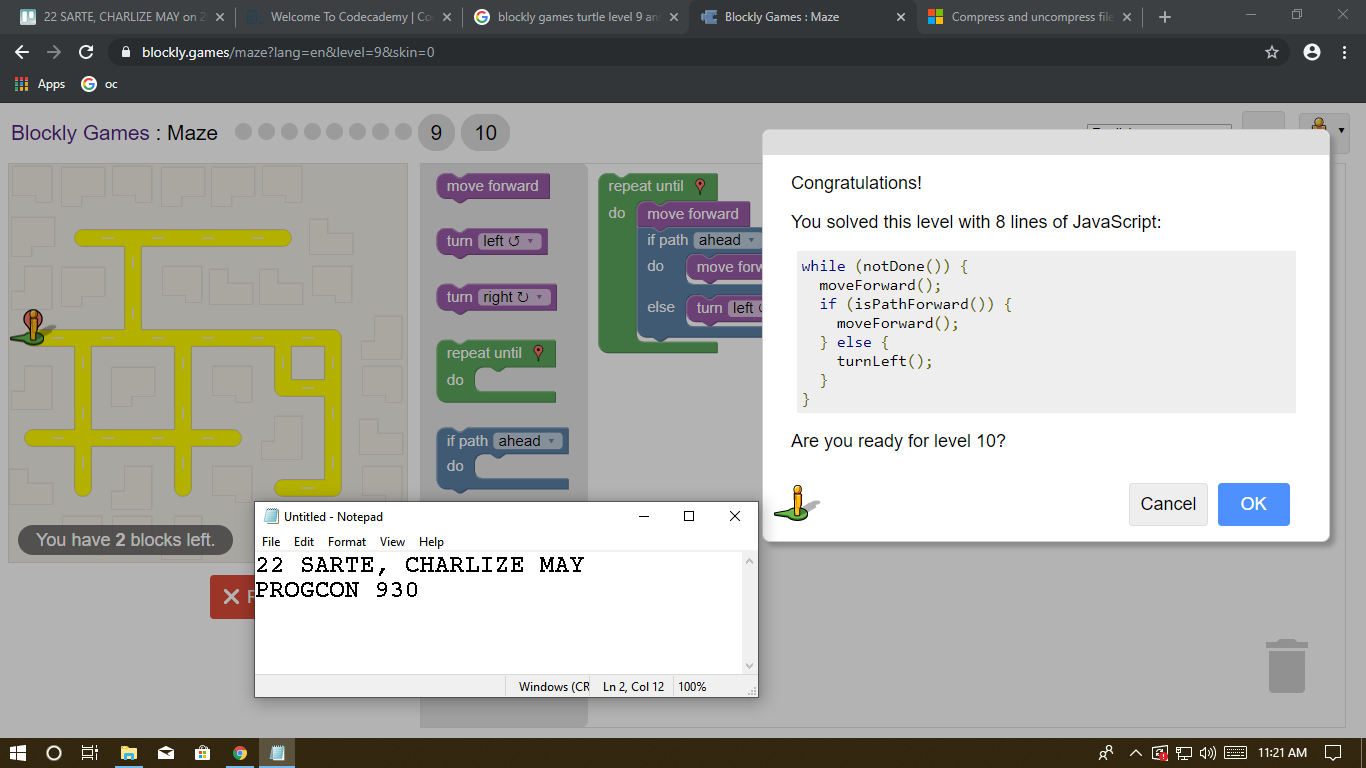 22 SARTE, CHARLIZE MAY on 2
Welcome To Codecademy | Co
blockly games turtle level 9 an
Blockly Games : Maze
Compress and uncompress file
blockly.games/maze?lang=en&level=9&skin=0
Apps
oc
Blockly Games : Maze
9
10
move forward
turn left ↺
turn right ↻
repeat until
do
if path ahead
do
repeat until
do
move forward
if path ahead
do
move forw
else
turn left
Congratulations!
You solved this level with 8 lines of JavaScript:
while (notDone()) {
  moveForward();
  if (isPathForward()) {
    moveForward();
  } else {
    turnLeft();
  }
}
Are you ready for level 10?
Cancel
OK
You have 2 blocks left.
Untitled - Notepad
File Edit Format View Help
22 SARTE, CHARLIZE MAY
PROGCON 930
Windows (CR
Ln 2, Col 12
100%
11:21 AM